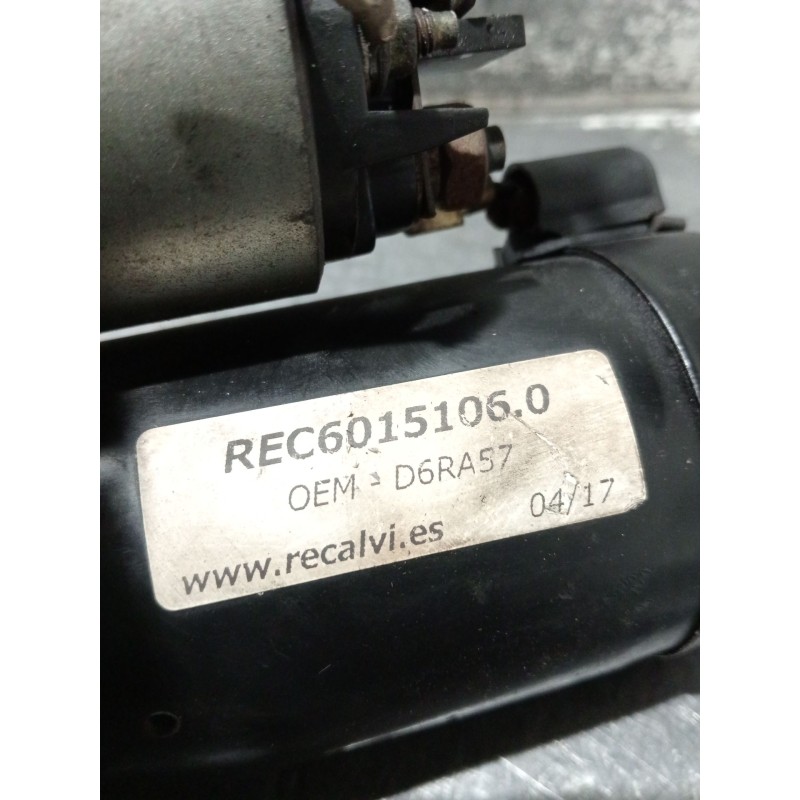 REC6015106.0
OEM - D6RA57
04/17
www.recalvi.es